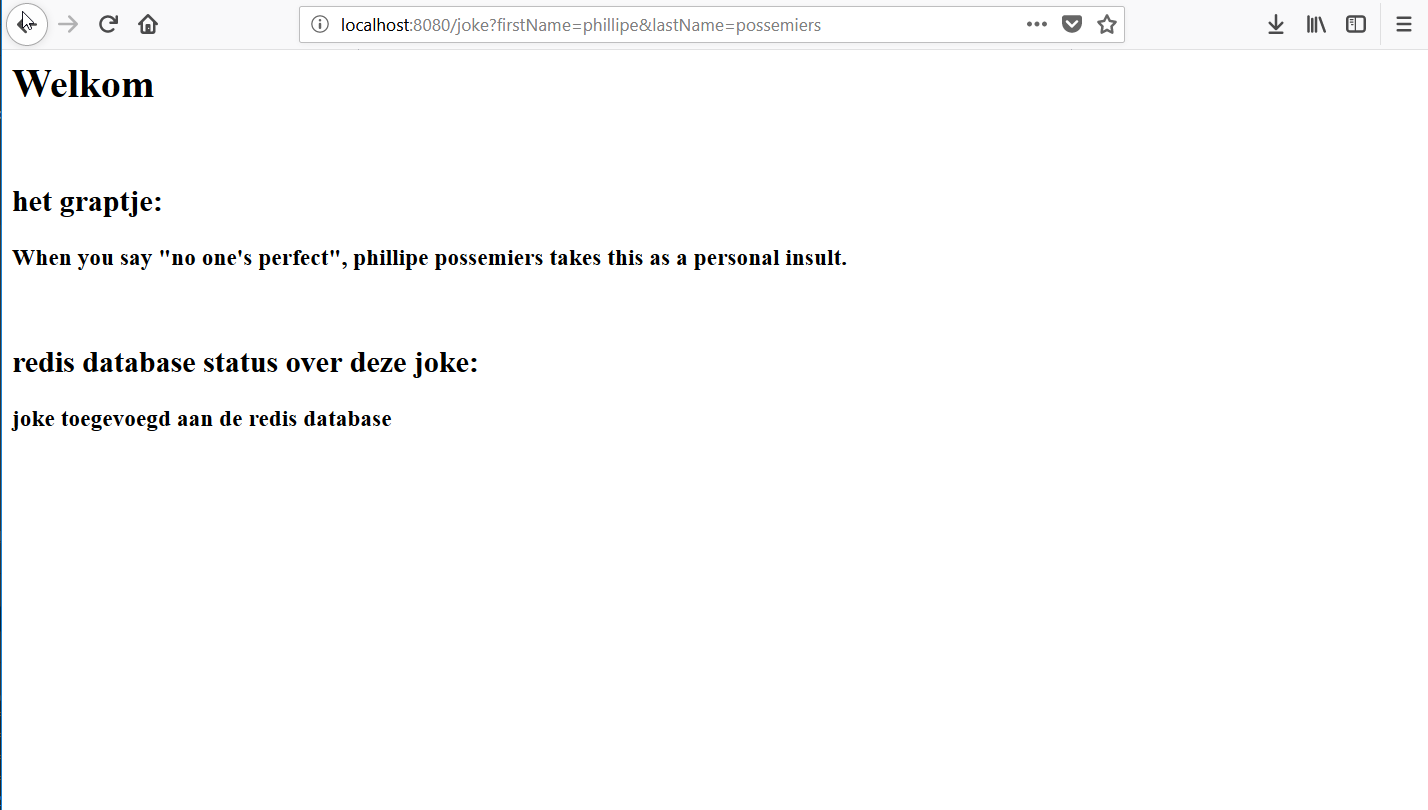 localhost:8080/joke?firstName=phillipe&lastName=possemiers
Welkom
het graptje:
When you say "no one's perfect", phillipe possemiers takes this as a personal insult.
redis database status over deze joke:
joke toegevoegd aan de redis database